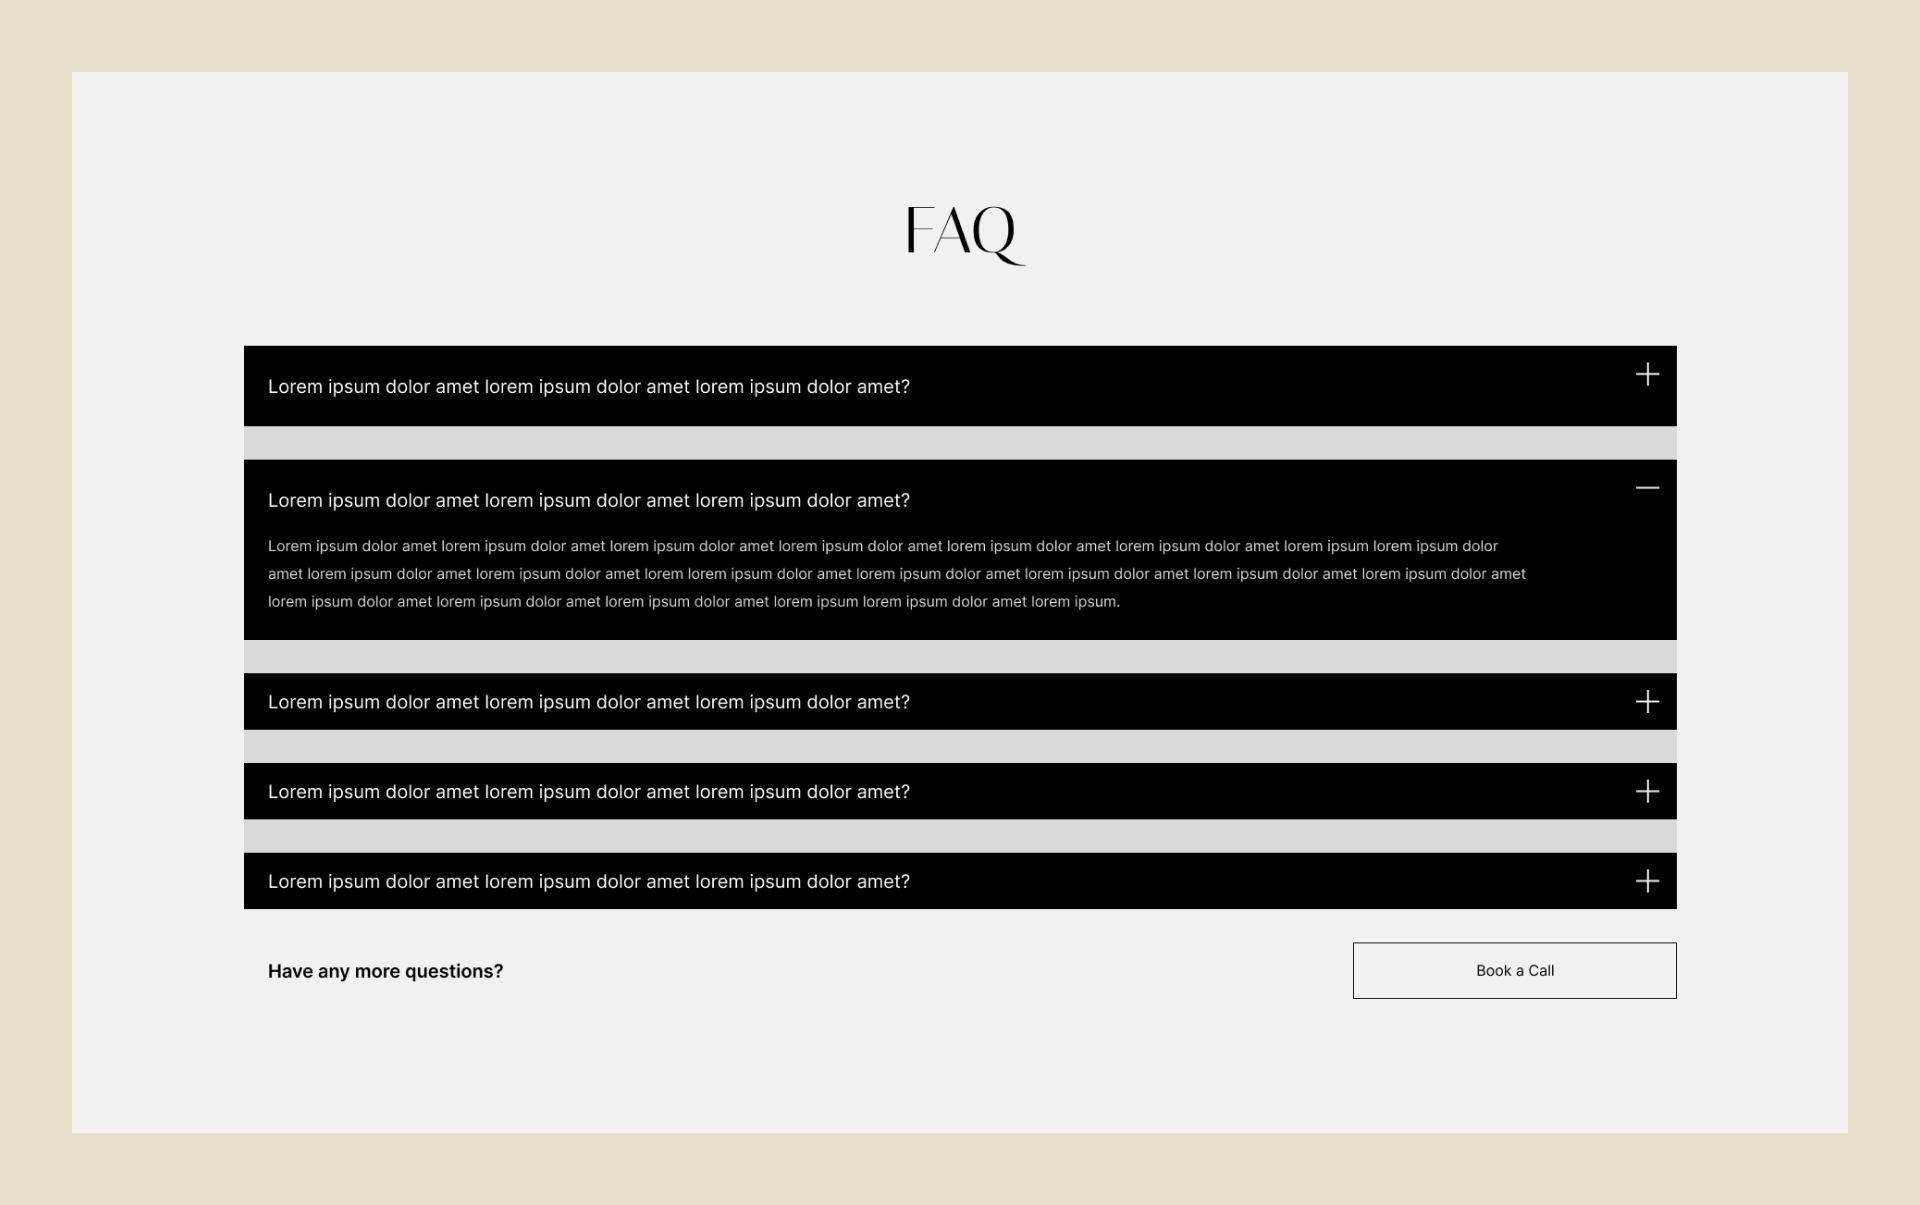 FAQ
Lorem ipsum dolor amet lorem ipsum dolor amet lorem ipsum dolor amet?
Lorem ipsum dolor amet lorem ipsum dolor amet lorem ipsum dolor amet?
Lorem ipsum dolor amet lorem ipsum dolor amet lorem ipsum dolor amet lorem ipsum dolor amet lorem ipsum dolor amet lorem ipsum dolor amet lorem ipsum lorem ipsum dolor
amet lorem ipsum dolor amet lorem ipsum dolor amet lorem lorem ipsum dolor amet lorem ipsum dolor amet lorem ipsum dolor amet lorem ipsum dolor amet lorem ipsum dolor amet
lorem ipsum dolor amet lorem ipsum dolor amet lorem ipsum dolor amet lorem ipsum lorem ipsum dolor amet lorem ipsum.
Lorem ipsum dolor amet lorem ipsum dolor amet lorem ipsum dolor amet?
Lorem ipsum dolor amet lorem ipsum dolor amet lorem ipsum dolor amet?
Lorem ipsum dolor amet lorem ipsum dolor amet lorem ipsum dolor amet?
Have any more questions?
Book a Call